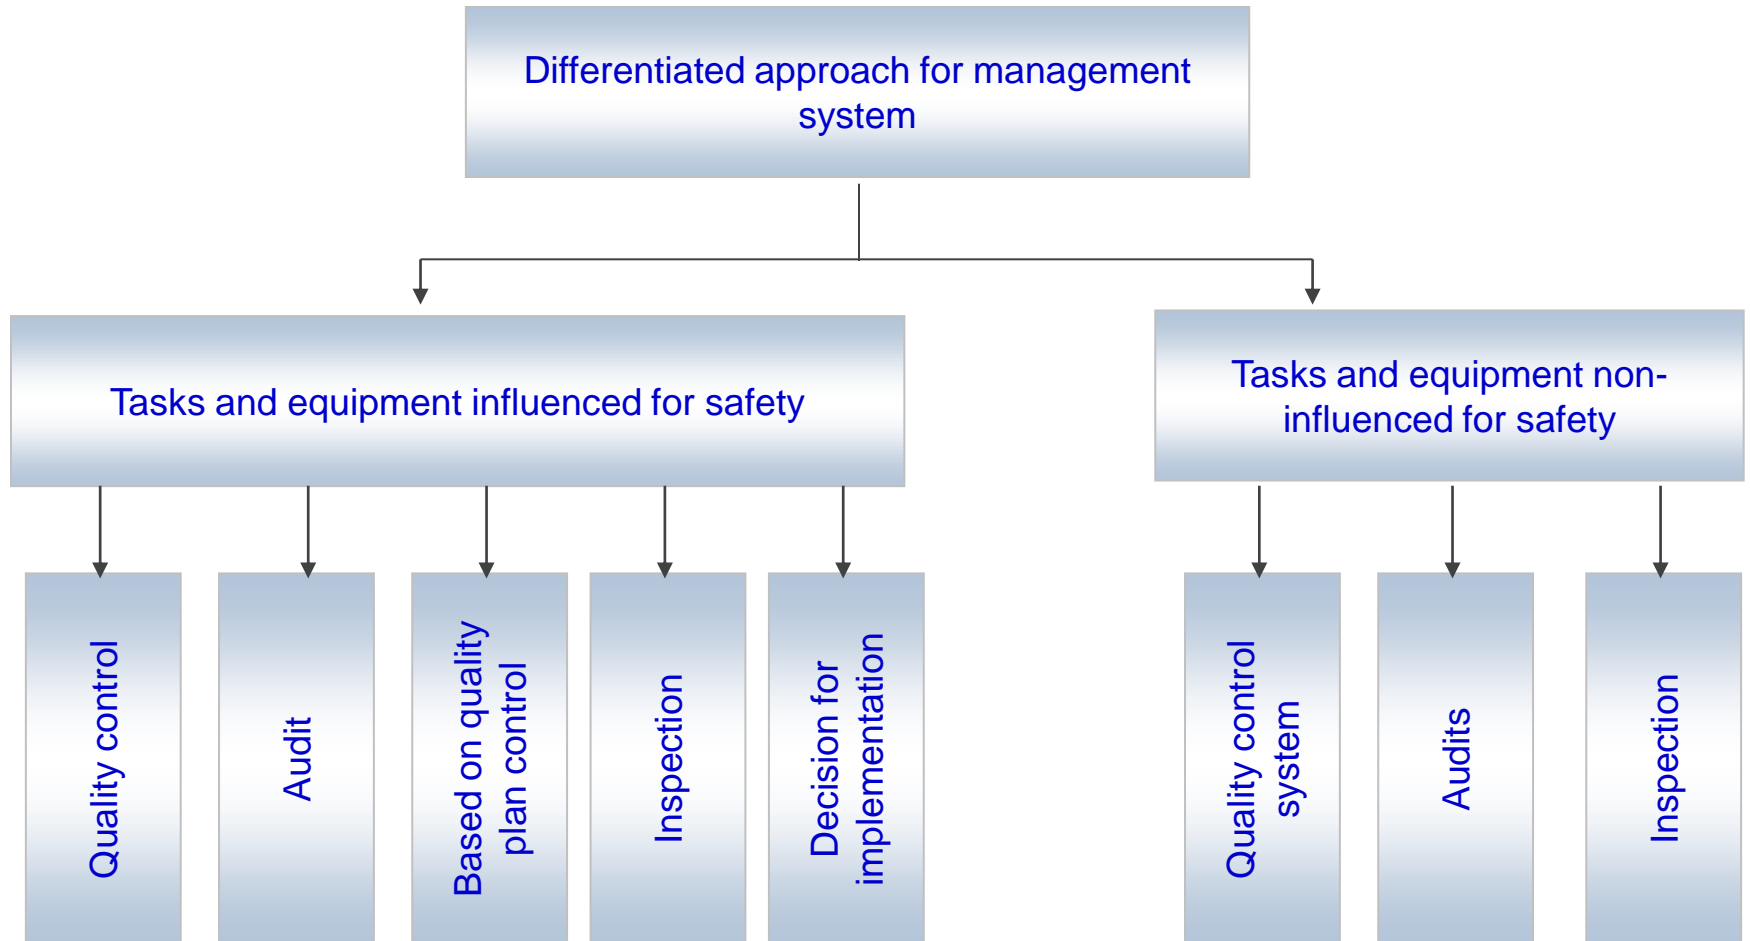 Differentiated approach for management
system
Tasks and equipment influenced for safety
Tasks and equipment non-
influenced for safety
Quality control
Audit
Based on quality
plan control
Inspection
Decision for
implementation
Quality control
system
Audits
Inspection